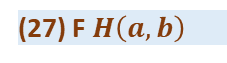 (27) F H(a, b)